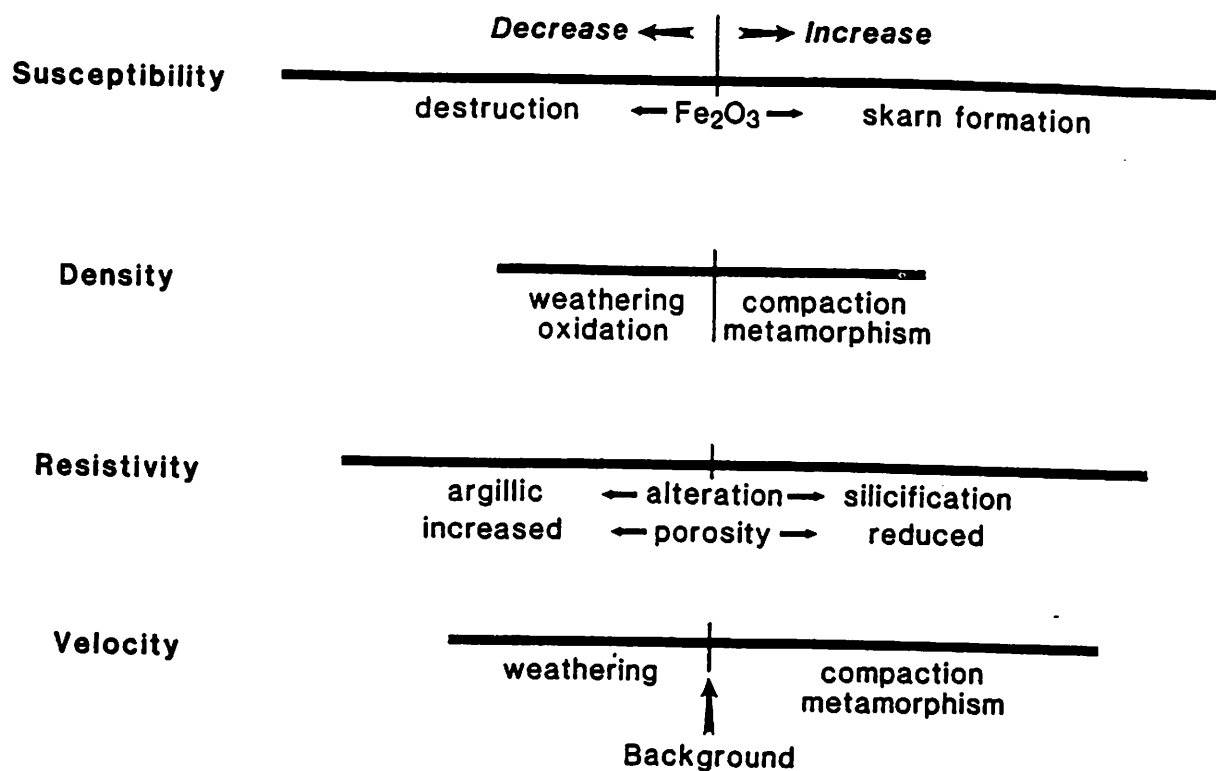 Decrease ← → Increase
Susceptibility
destruction ← Fe₂O₃ → skarn formation
Density
weathering compaction
oxidation metamorphism
Resistivity
argillic ← alteration → silicification
increased ← porosity → reduced
Velocity
weathering compaction
metamorphism
Background